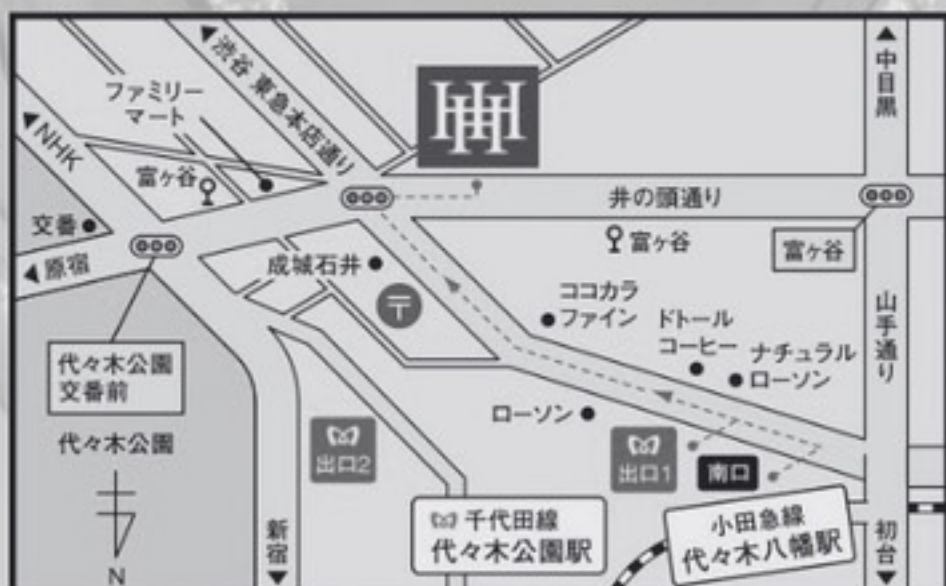 渋谷 東急本店通り
ファミリー
マート
NHK
富ヶ谷
交番
原宿
HH
中目黒
井の頭通り
富ヶ谷
富ヶ谷
成城石井
〒
ココカラ
ファイン
ドトール
コーヒー
ナチュラル
ローソン
山手通り
代々木公園
交番前
代々木公園
ローソン
出口2
出口1
南口
千代田線
代々木公園駅
小田急線
代々木八幡駅
新宿
初台
N